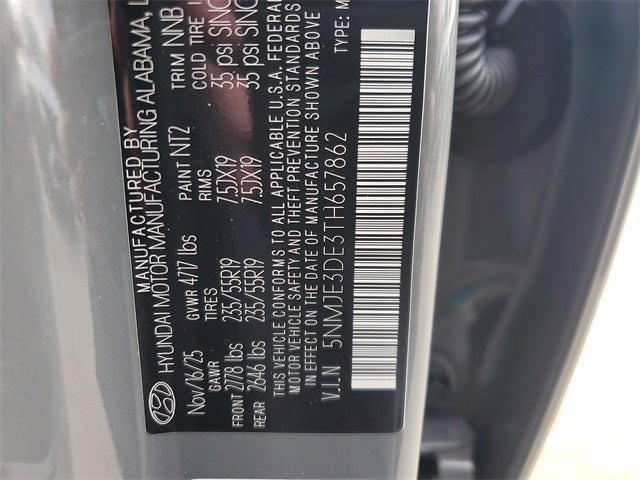 MANUFACTURED BY
HYUNDAI MOTOR MANUFACTURING ALABAMA,
Nov/16/25 GVWR 4717 lbs PAINT NT2 TRIM NNB
GAWR TIRES RIMS COLD TIRE
FRONT 2778 lbs 235/55R19 7.5JX19 35 psi
REAR 2646 lbs 235/55R19 7.5JX19 35 psi
THIS VEHICLE CONFORMS TO ALL APPLICABLE U.S.A. FEDERAL
MOTOR VEHICLE SAFETY AND THEFT PREVENTION STANDARDS
IN EFFECT ON THE DATE OF MANUFACTURE SHOWN ABOVE
V.I.N 5NMJE3DE3TH657862 TYPE: